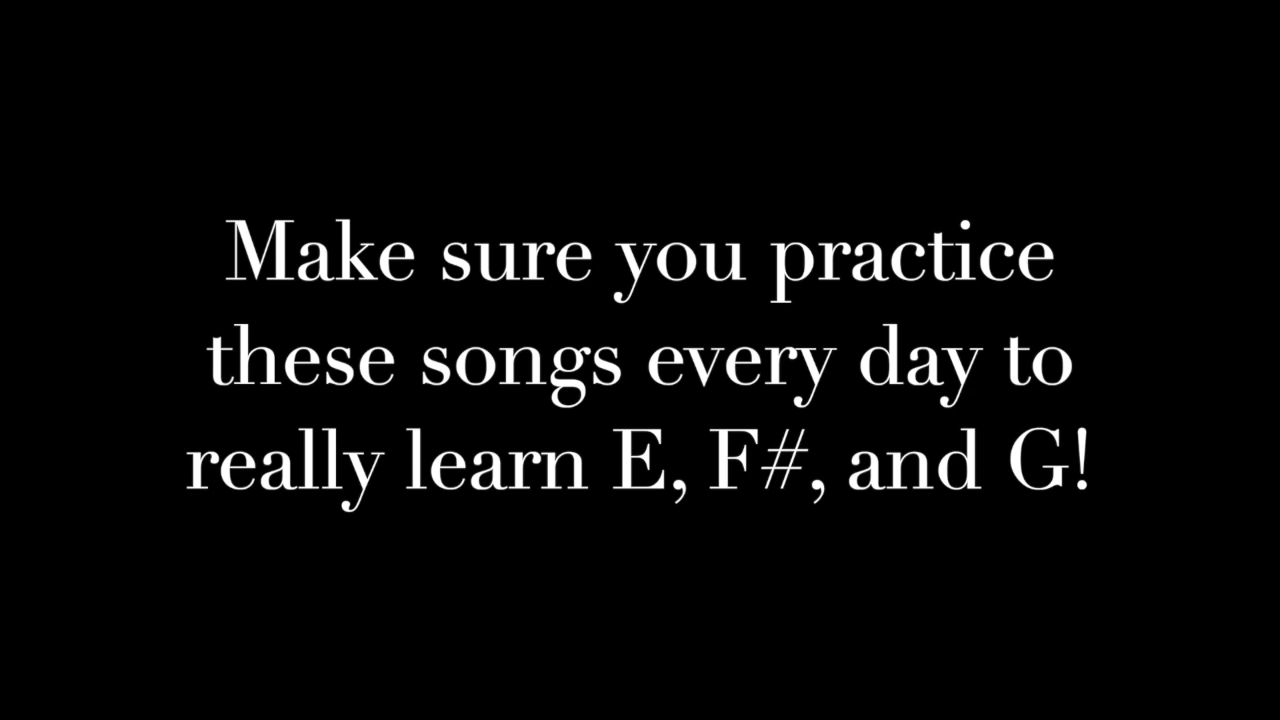 Make sure you practice
these songs every day to
really learn E, F#, and G!